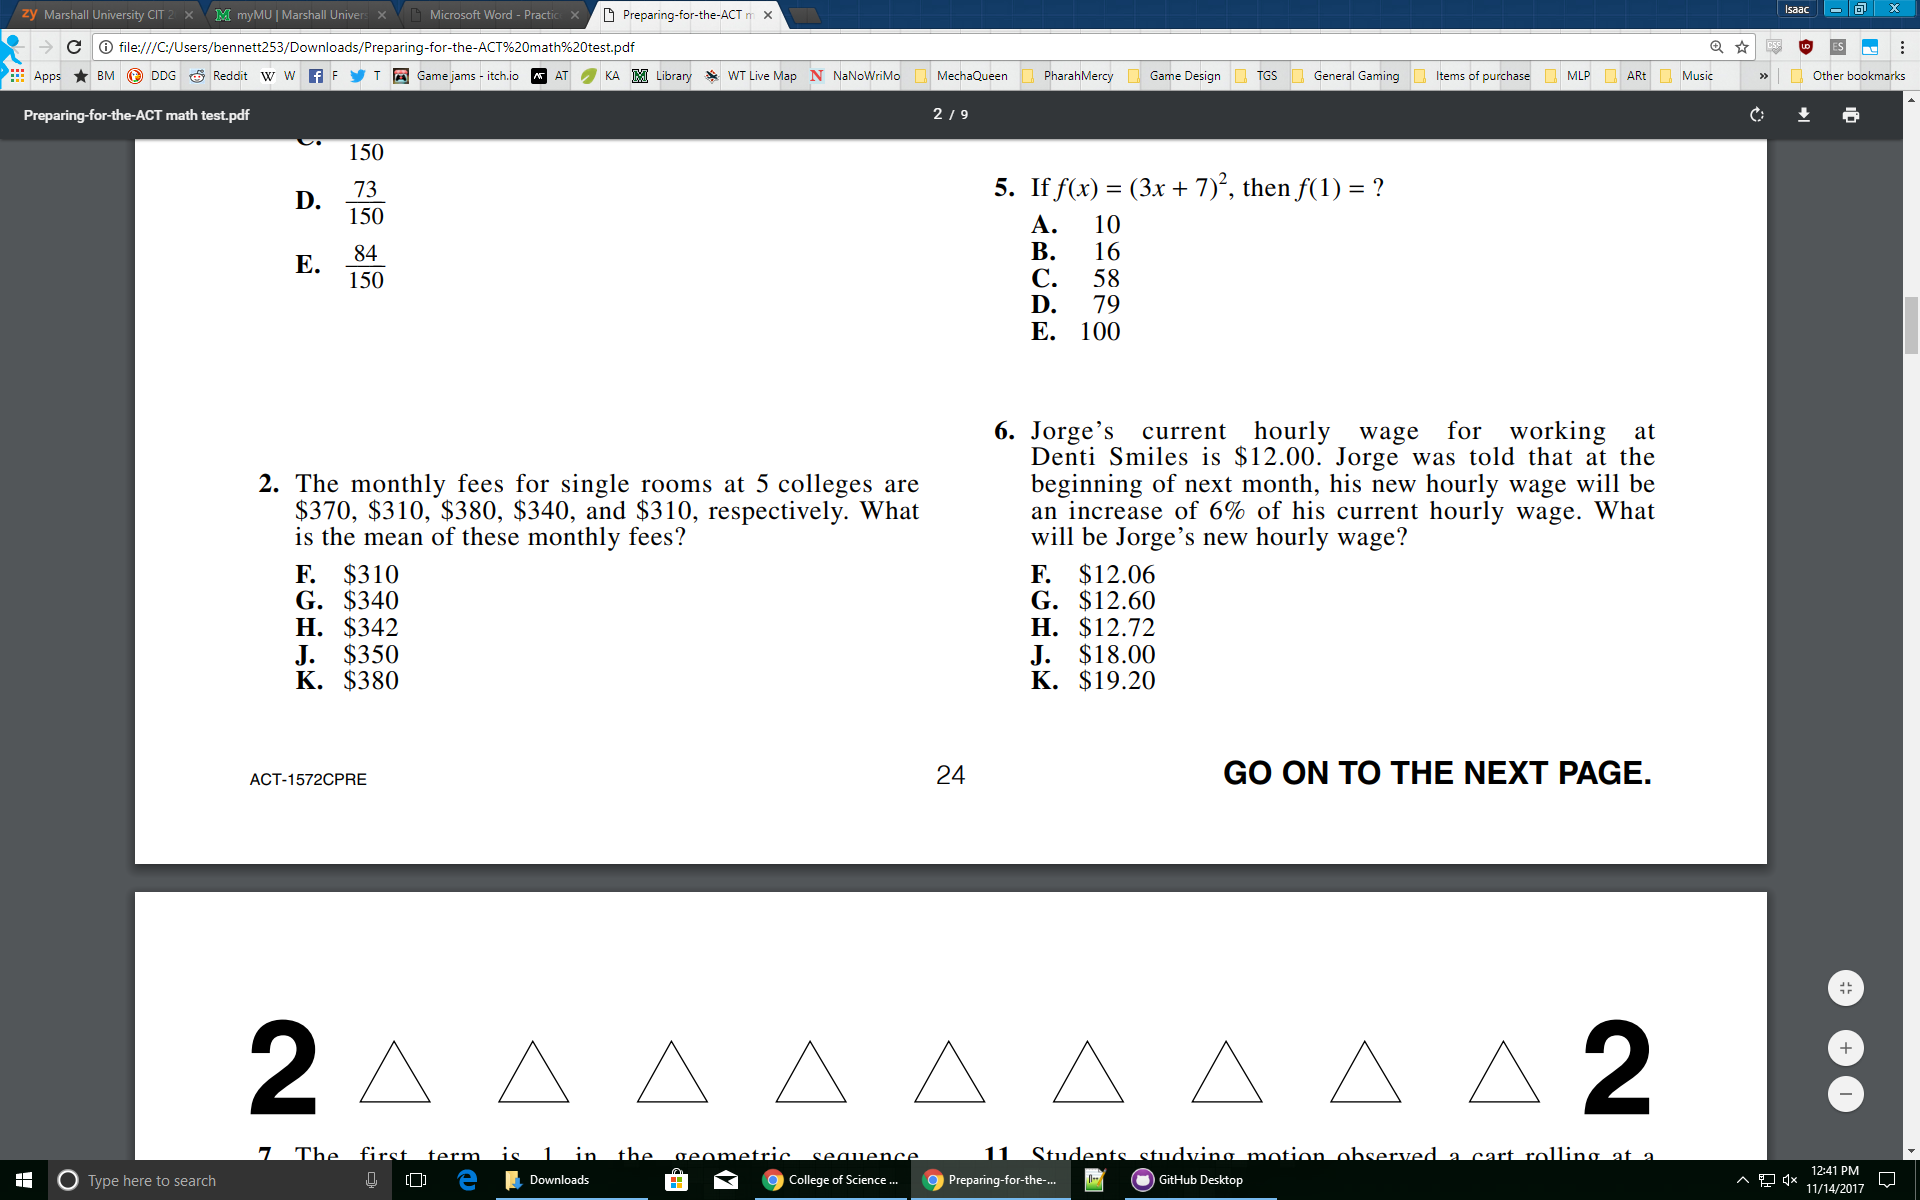 zy Marshall University CIT 2
myMU | Marshall Univers
Microsoft Word - Practic
Preparing-for-the-ACT m
Isaac
file:///C:/Users/bennett253/Downloads/Preparing-for-the-ACT%20math%20test.pdf
Apps BM DDG Reddit W W F T Game jams - itch.io AT KA Library WT Live Map N NaNoWriMo MechaQueen PharahMercy Game Design TGS General Gaming Items of purchase MLP ARt Music » Other bookmarks
Preparing-for-the-ACT math test.pdf 2 / 9
150
D. 73/150
E. 84/150
2. The monthly fees for single rooms at 5 colleges are
$370, $310, $380, $340, and $310, respectively. What
is the mean of these monthly fees?
F. $310
G. $340
H. $342
J. $350
K. $380
5. If f(x) = (3x + 7)², then f(1) = ?
A. 10
B. 16
C. 58
D. 79
E. 100
6. Jorge’s current hourly wage for working at
Denti Smiles is $12.00. Jorge was told that at the
beginning of next month, his new hourly wage will be
an increase of 6% of his current hourly wage. What
will be Jorge’s new hourly wage?
F. $12.06
G. $12.60
H. $12.72
J. $18.00
K. $19.20
ACT-1572CPRE 24 GO ON TO THE NEXT PAGE.
2 2
7. The first term is 1 in the geometric sequence
11. Students studying motion observed a cart rolling at a
Type here to search
Downloads
College of Science ...
Preparing-for-the-...
GitHub Desktop
12:41 PM
11/14/2017